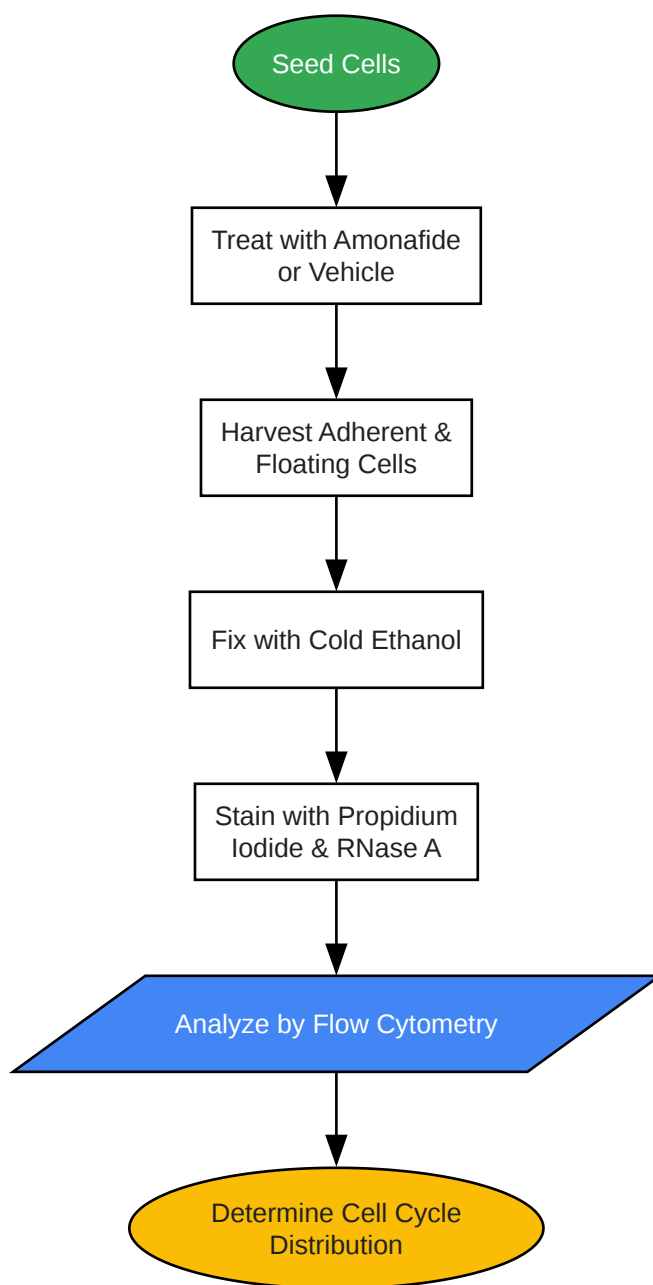 Seed Cells
Treat with Amonafide
or Vehicle
Harvest Adherent &
Floating Cells
Fix with Cold Ethanol
Stain with Propidium
Iodide & RNase A
Analyze by Flow Cytometry
Determine Cell Cycle
Distribution